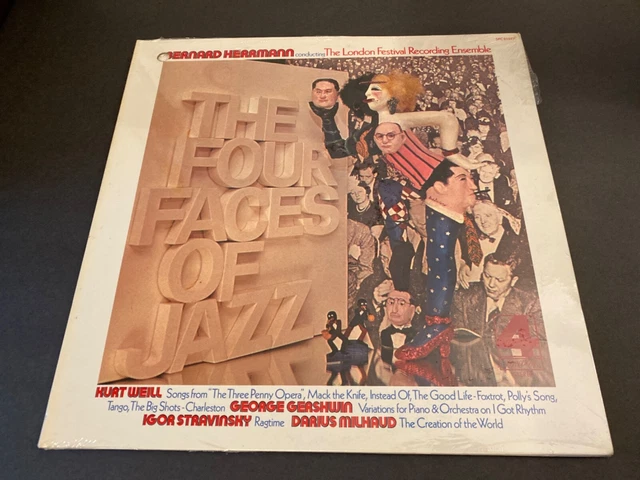 BERNARD HERRMANN conducting The London Festival Recording Ensemble
THE
FOUR
FACES
OF
JAZZ
4
KURT WEILL Songs from "The Three Penny Opera", Mack the Knife, Instead Of, The Good Life - Foxtrot, Polly's Song,
Tango, The Big Shots - Charleston GEORGE GERSHWIN Variations for Piano & Orchestra on I Got Rhythm
IGOR STRAVINSKY Ragtime DARIUS MILHAUD The Creation of the World